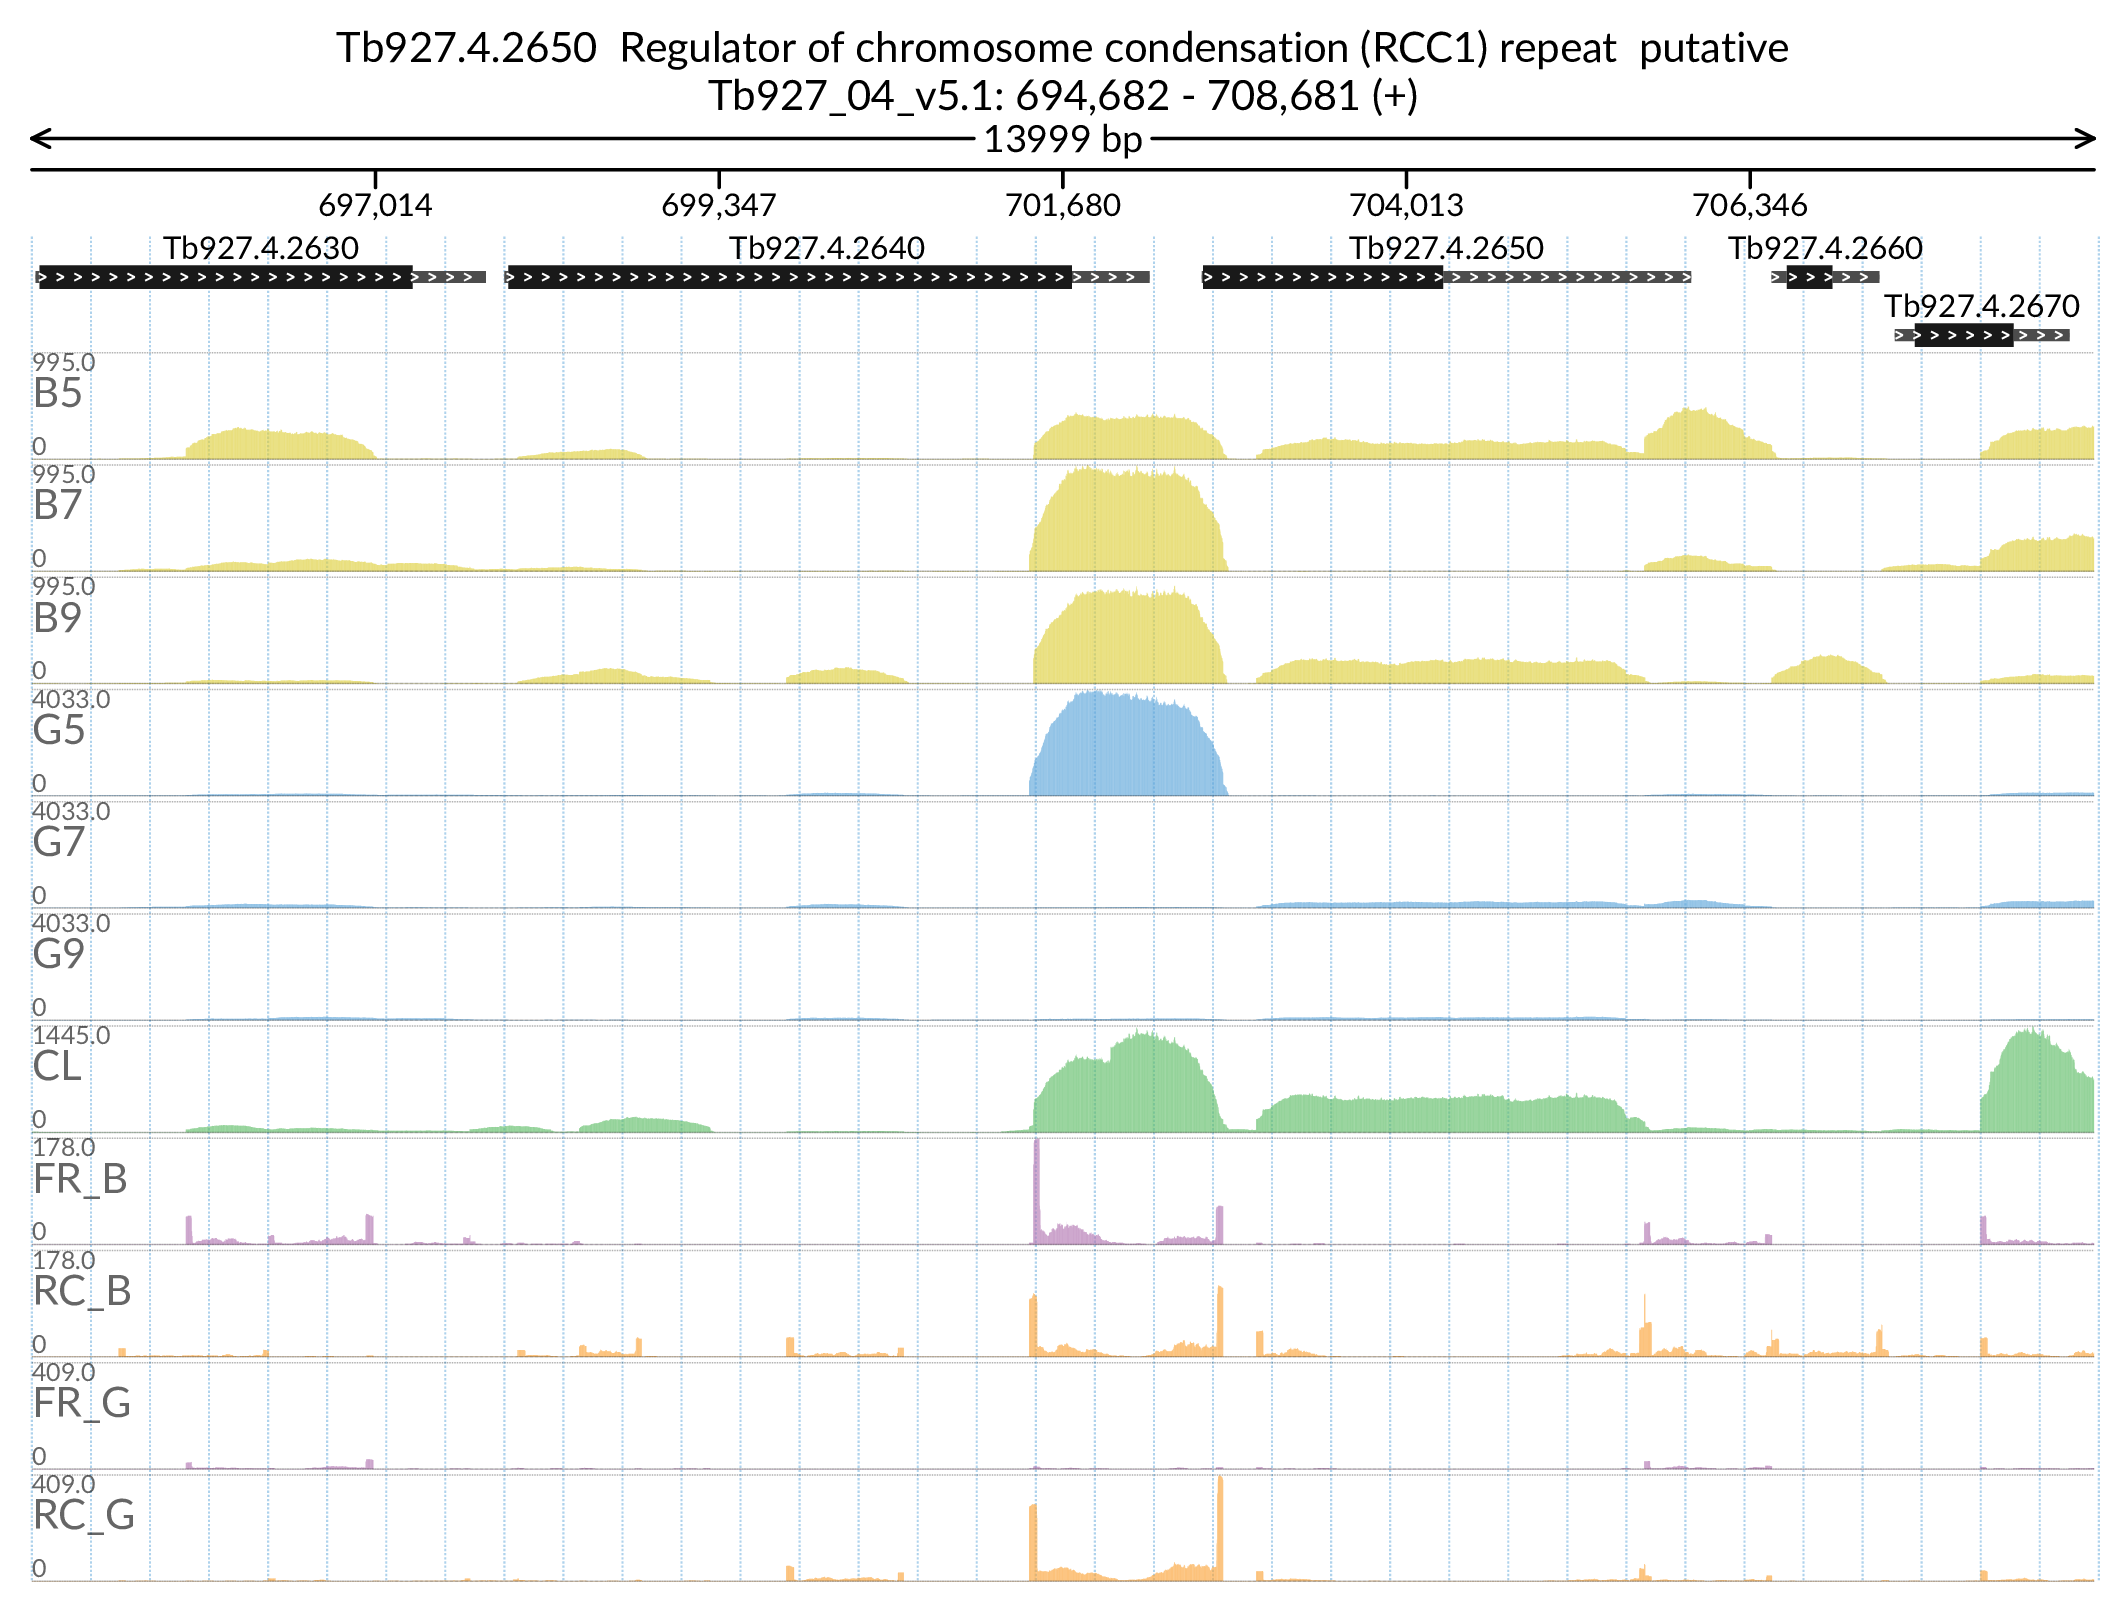 Tb927.4.2650  Regulator of chromosome condensation (RCC1) repeat  putative
Tb927_04_v5.1: 694,682 - 708,681 (+)
13999 bp
697,014 699,347 701,680 704,013 706,346
Tb927.4.2630 Tb927.4.2640 Tb927.4.2650 Tb927.4.2660
Tb927.4.2670
995.0
B5
0
995.0
B7
0
995.0
B9
0
4033.0
G5
0
4033.0
G7
0
4033.0
G9
0
1445.0
CL
0
178.0
FR_B
0
178.0
RC_B
0
409.0
FR_G
0
409.0
RC_G
0